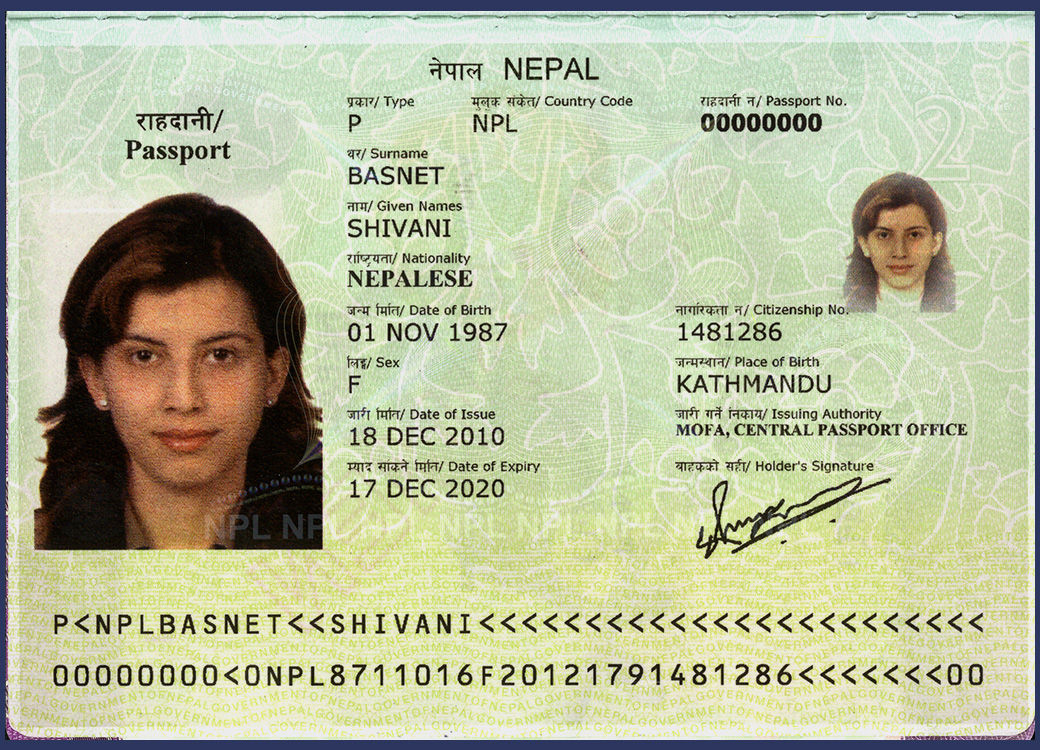 नेपाल NEPAL
राहदानी/
Passport
प्रकार/ Type
मुलुक संकेत/ Country Code
राहदानी नं/ Passport No.
P
NPL
00000000
थर/ Surname
BASNET
नाम/ Given Names
SHIVANI
राष्ट्रियता/ Nationality
NEPALESE
जन्म मिति/ Date of Birth
नागरिकता नं/ Citizenship No.
01 NOV 1987
1481286
लिङ्ग/ Sex
जन्मस्थान/ Place of Birth
F
KATHMANDU
जारी मिति/ Date of Issue
जारी गर्ने निकाय/ Issuing Authority
18 DEC 2010
MOFA, CENTRAL PASSPORT OFFICE
म्याद सकिने मिति/ Date of Expiry
वाहकको सही/ Holder's Signature
17 DEC 2020
NPL NPL NPL NPL NPL NPL NPL
P<NPLBASNET<<SHIVANI<<<<<<<<<<<<<<<<<<<<<<<<
00000000<0NPL8711016F20121791481286<<<<<<<00